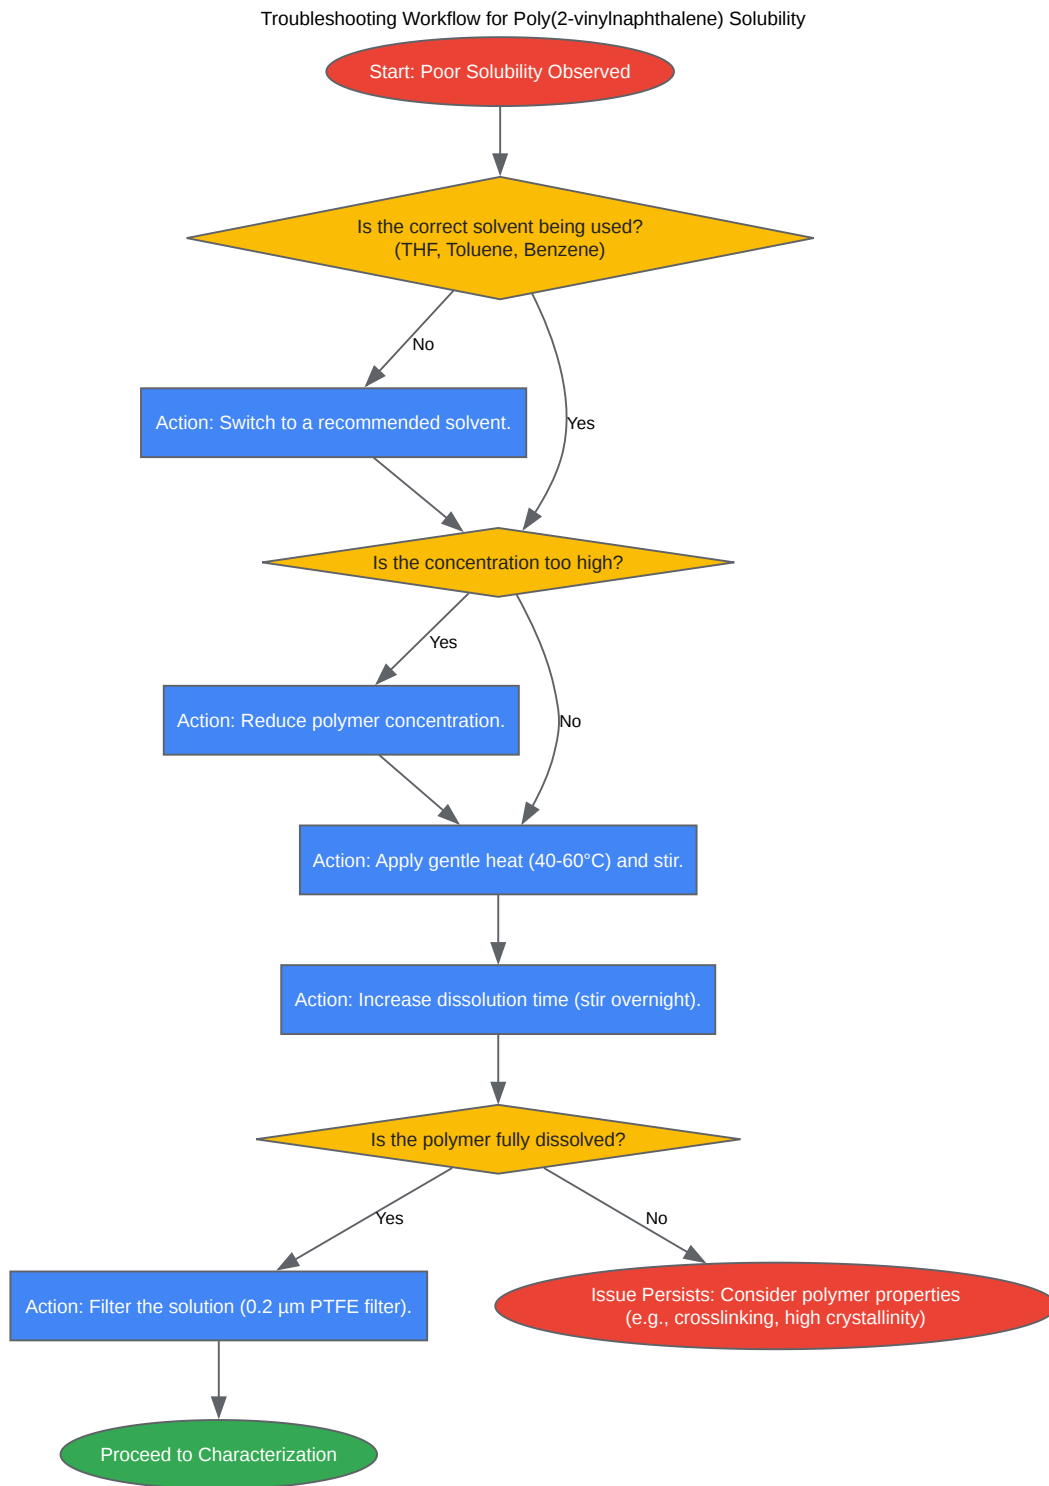 Troubleshooting Workflow for Poly(2-vinylnaphthalene) Solubility
Start: Poor Solubility Observed
Is the correct solvent being used?
(THF, Toluene, Benzene)
No
Action: Switch to a recommended solvent.
Yes
Is the concentration too high?
Yes
Action: Reduce polymer concentration.
No
Action: Apply gentle heat (40-60°C) and stir.
Action: Increase dissolution time (stir overnight).
Is the polymer fully dissolved?
Yes
No
Action: Filter the solution (0.2 µm PTFE filter).
Issue Persists: Consider polymer properties
(e.g., crosslinking, high crystallinity)
Proceed to Characterization